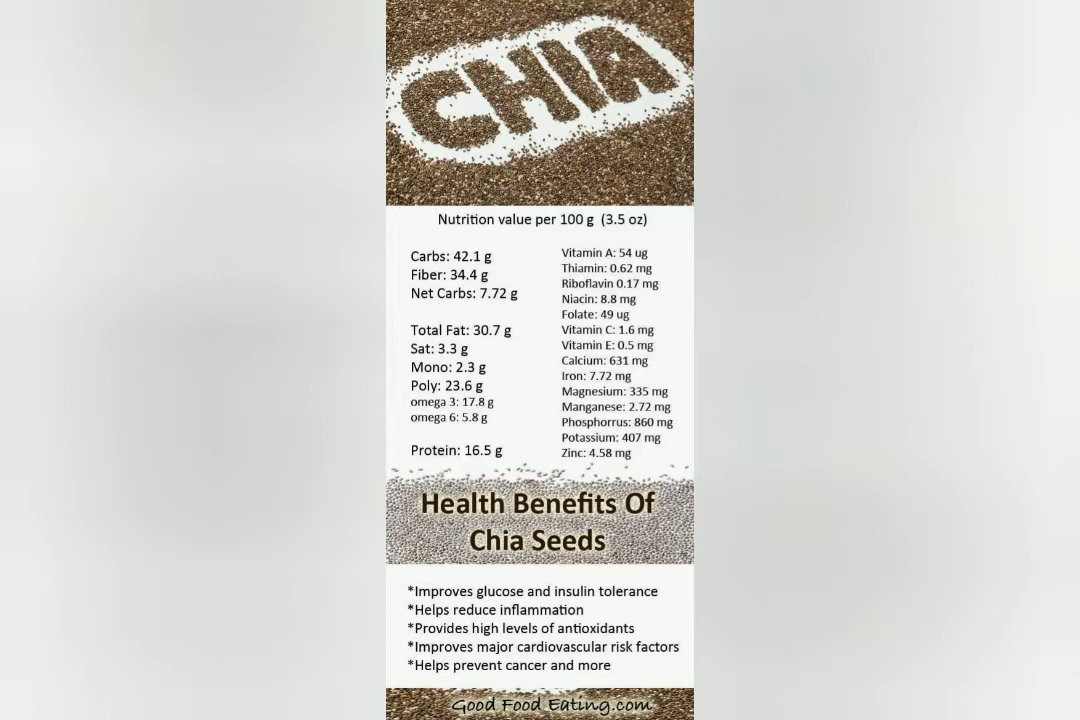 CHIA
Nutrition value per 100 g (3.5 oz)
Carbs: 42.1 g
Fiber: 34.4 g
Net Carbs: 7.72 g
Total Fat: 30.7 g
Sat: 3.3 g
Mono: 2.3 g
Poly: 23.6 g
omega 3: 17.8 g
omega 6: 5.8 g
Protein: 16.5 g
Vitamin A: 54 ug
Thiamin: 0.62 mg
Riboflavin 0.17 mg
Niacin: 8.8 mg
Folate: 49 ug
Vitamin C: 1.6 mg
Vitamin E: 0.5 mg
Calcium: 631 mg
Iron: 7.72 mg
Magnesium: 335 mg
Manganese: 2.72 mg
Phosphorrus: 860 mg
Potassium: 407 mg
Zinc: 4.58 mg
Health Benefits Of
Chia Seeds
*Improves glucose and insulin tolerance
*Helps reduce inflammation
*Provides high levels of antioxidants
*Improves major cardiovascular risk factors
*Helps prevent cancer and more
Good Food Eating.com